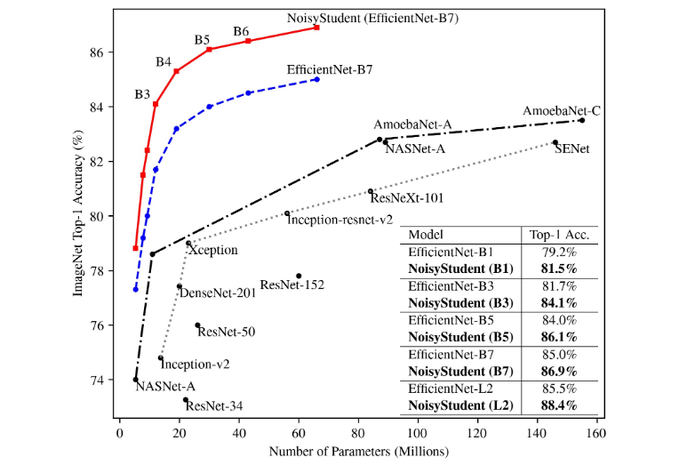 NoisyStudent (EfficientNet-B7)
B6
B5
B4
B3
EfficientNet-B7
AmoebaNet-A
AmoebaNet-C
NASNet-A
SENet
ResNeXt-101
Inception-resnet-v2
Xception
ResNet-152
DenseNet-201
ResNet-50
Inception-v2
NASNet-A
ResNet-34
Model Top-1 Acc.
EfficientNet-B1 79.2%
NoisyStudent (B1) 81.5%
EfficientNet-B3 81.7%
NoisyStudent (B3) 84.1%
EfficientNet-B5 84.0%
NoisyStudent (B5) 86.1%
EfficientNet-B7 85.0%
NoisyStudent (B7) 86.9%
EfficientNet-L2 85.5%
NoisyStudent (L2) 88.4%
ImageNet Top-1 Accuracy (%)
86
84
82
80
78
76
74
0 20 40 60 80 100 120 140 160
Number of Parameters (Millions)